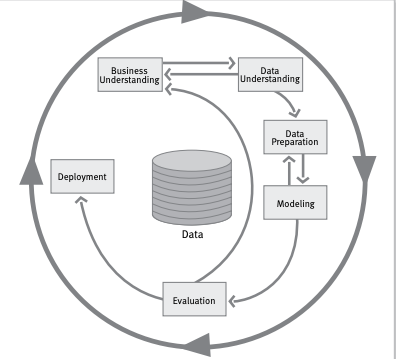 Business
Understanding
Data
Understanding
Data
Preparation
Deployment
Modeling
Data
Evaluation